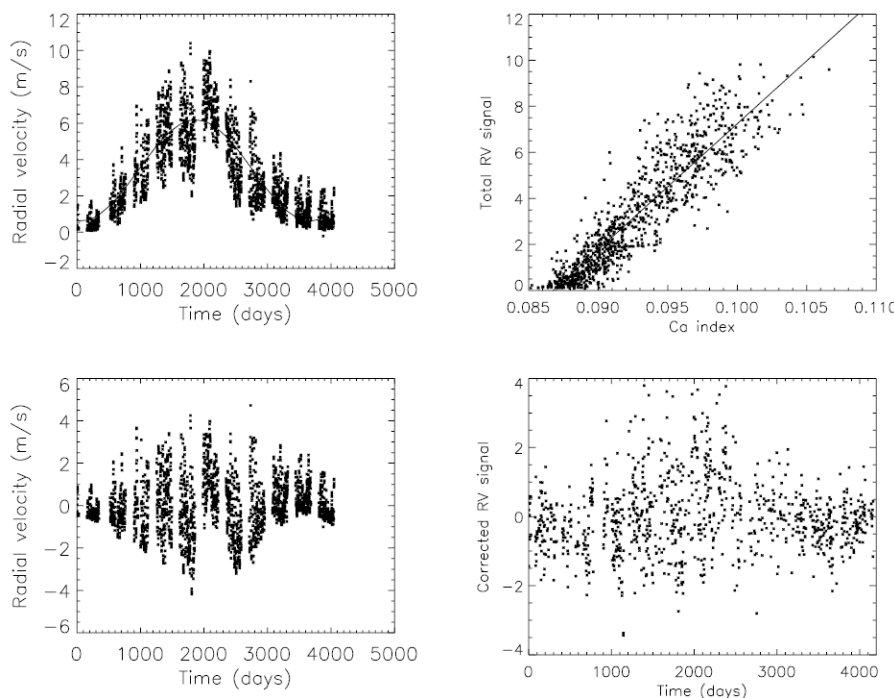 Radial velocity (m/s)
12
10
8
6
4
2
0
−2
0 1000 2000 3000 4000 5000
Time (days)
Total RV signal
12
10
8
6
4
2
0
0.085 0.090 0.095 0.100 0.105 0.110
Ca index
Radial velocity (m/s)
6
4
2
0
−2
−4
−6
0 1000 2000 3000 4000 5000
Time (days)
Corrected RV signal
4
2
0
−2
−4
0 1000 2000 3000 4000
Time (days)